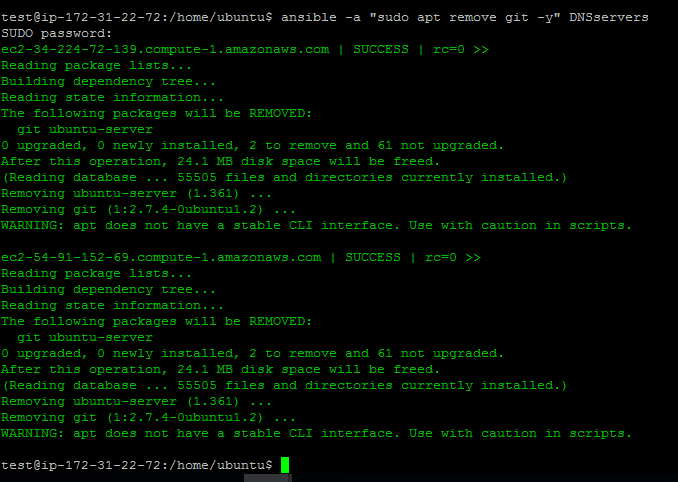 test@ip-172-31-22-72:/home/ubuntu$ ansible -a "sudo apt remove git -y" DNSservers
SUDO password:
ec2-34-224-72-139.compute-1.amazonaws.com | SUCCESS | rc=0 >>
Reading package lists...
Building dependency tree...
Reading state information...
The following packages will be REMOVED:
  git ubuntu-server
0 upgraded, 0 newly installed, 2 to remove and 61 not upgraded.
After this operation, 24.1 MB disk space will be freed.
(Reading database ... 55505 files and directories currently installed.)
Removing ubuntu-server (1.361) ...
Removing git (1:2.7.4-0ubuntu1.2) ...
WARNING: apt does not have a stable CLI interface. Use with caution in scripts.

ec2-54-91-152-69.compute-1.amazonaws.com | SUCCESS | rc=0 >>
Reading package lists...
Building dependency tree...
Reading state information...
The following packages will be REMOVED:
  git ubuntu-server
0 upgraded, 0 newly installed, 2 to remove and 61 not upgraded.
After this operation, 24.1 MB disk space will be freed.
(Reading database ... 55505 files and directories currently installed.)
Removing ubuntu-server (1.361) ...
Removing git (1:2.7.4-0ubuntu1.2) ...
WARNING: apt does not have a stable CLI interface. Use with caution in scripts.

test@ip-172-31-22-72:/home/ubuntu$